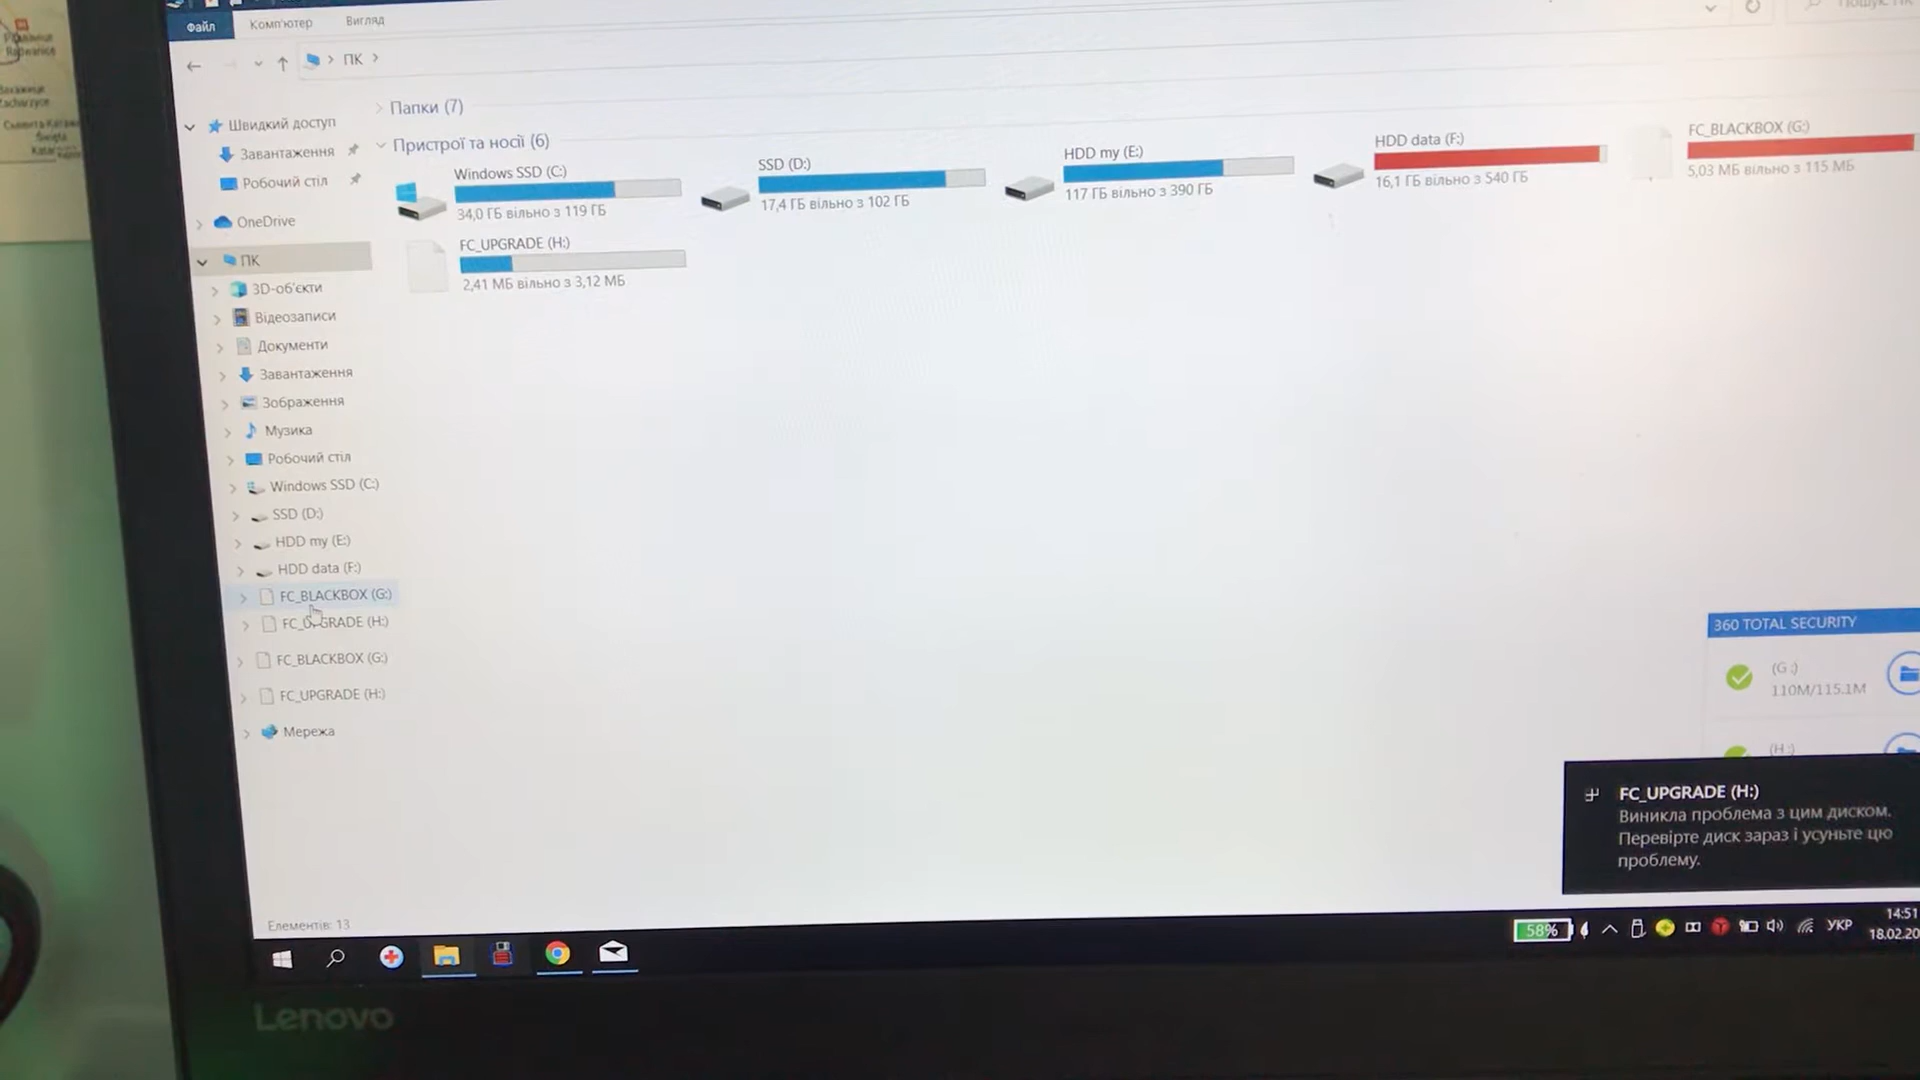 Файл
Комп'ютер
Вигляд
ПК
Швидкий доступ
Завантаження
Робочий стіл
OneDrive
ПК
3D-об'єкти
Відеозаписи
Документи
Завантаження
Зображення
Музика
Робочий стіл
Windows SSD (C:)
SSD (D:)
HDD my (E:)
HDD data (F:)
FC_BLACKBOX (G:)
FC_UPGRADE (H:)
FC_BLACKBOX (G:)
FC_UPGRADE (H:)
Мережа
Папки (7)
Пристрої та носії (6)
Windows SSD (C:)
34,0 ГБ вільно з 119 ГБ
SSD (D:)
17,4 ГБ вільно з 102 ГБ
HDD my (E:)
117 ГБ вільно з 390 ГБ
HDD data (F:)
16,1 ГБ вільно з 540 ГБ
FC_BLACKBOX (G:)
5,03 МБ вільно з 115 МБ
FC_UPGRADE (H:)
2,41 МБ вільно з 3,12 МБ
360 TOTAL SECURITY
(G:)
110M/115.1M
(H:)
FC_UPGRADE (H:)
Виникла проблема з цим диском.
Перевірте диск зараз і усуньте цю
проблему.
Елементів: 13
58%
УКР
14:51
18.02.20
Lenovo